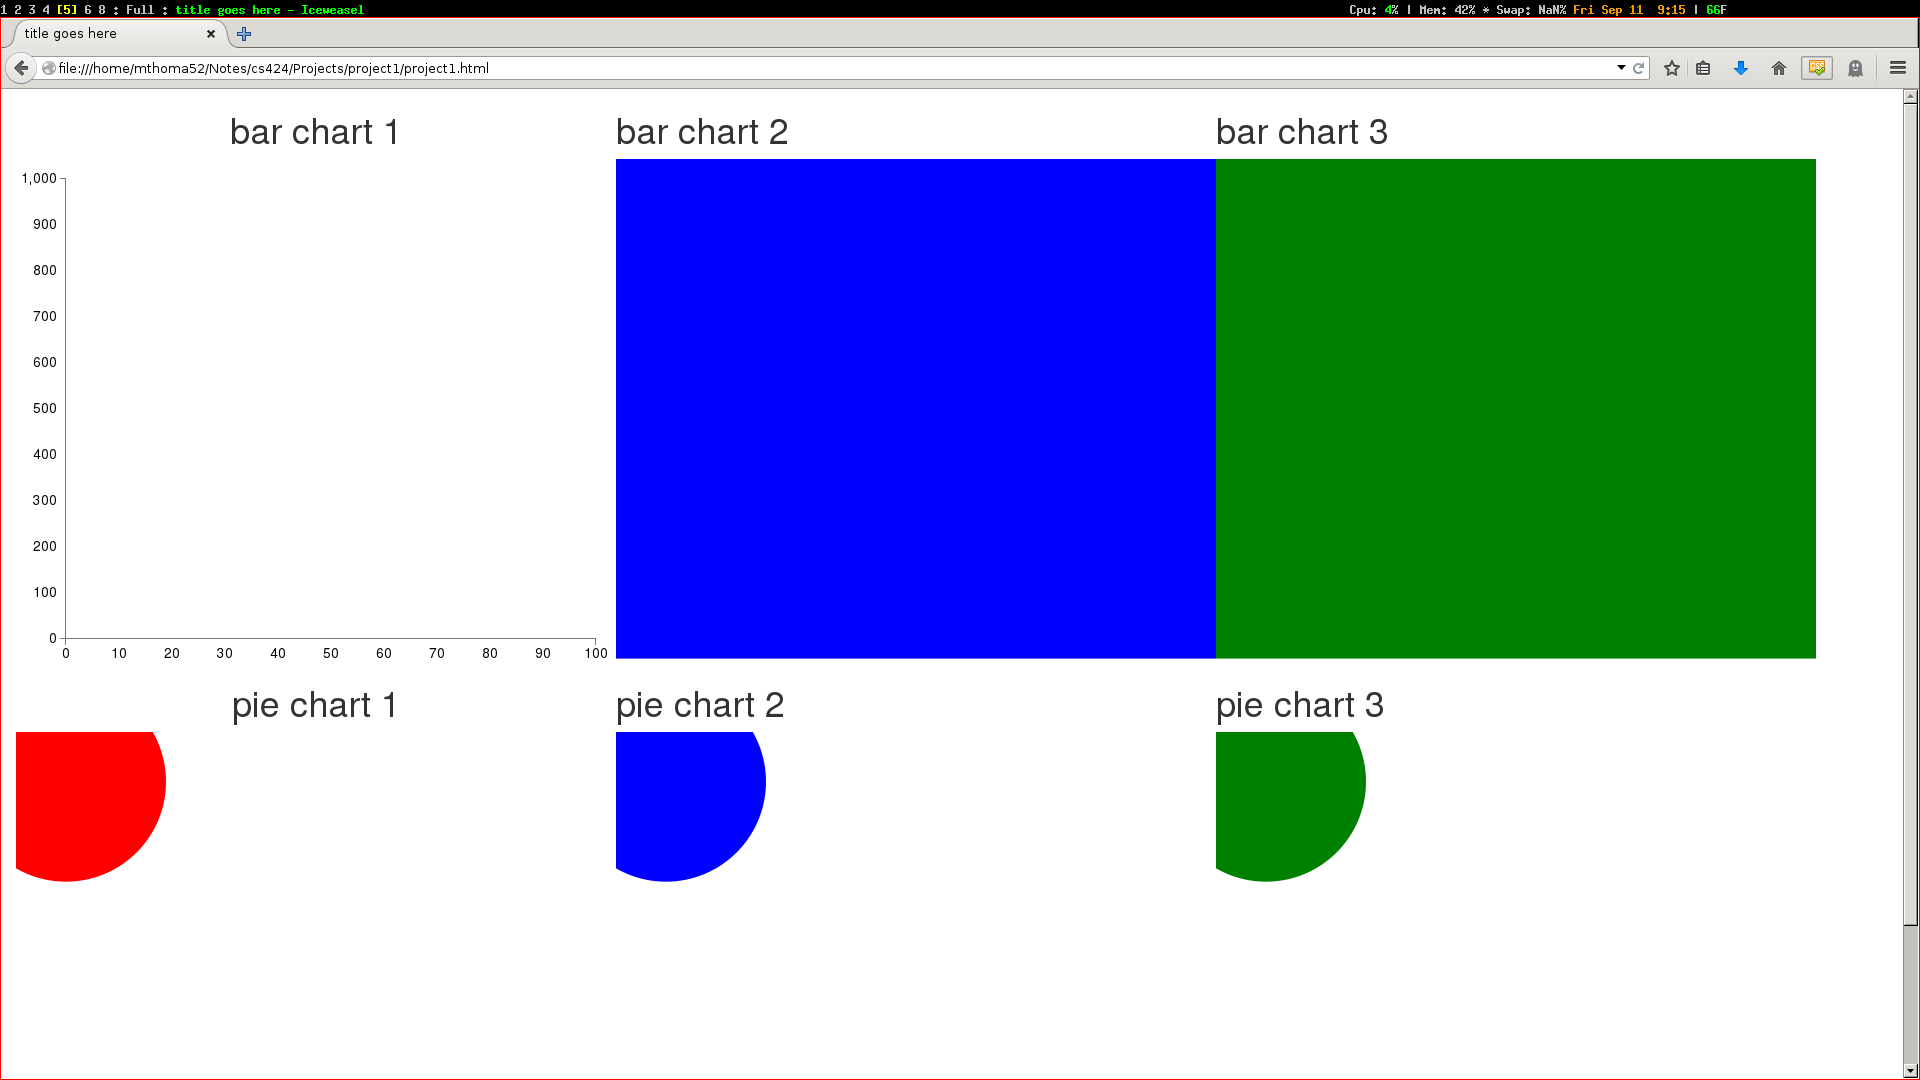 1 2 3 4 [5] 6 8 : Full : title goes here - Iceweasel Cpu: 4% | Mem: 42% * Swap: NaN% Fri Sep 11 9:15 | 66F
title goes here
file:///home/mthoma52/Notes/cs424/Projects/project1/project1.html
bar chart 1 bar chart 2 bar chart 3
1,000
900
800
700
600
500
400
300
200
100
0
0 10 20 30 40 50 60 70 80 90 100
pie chart 1 pie chart 2 pie chart 3